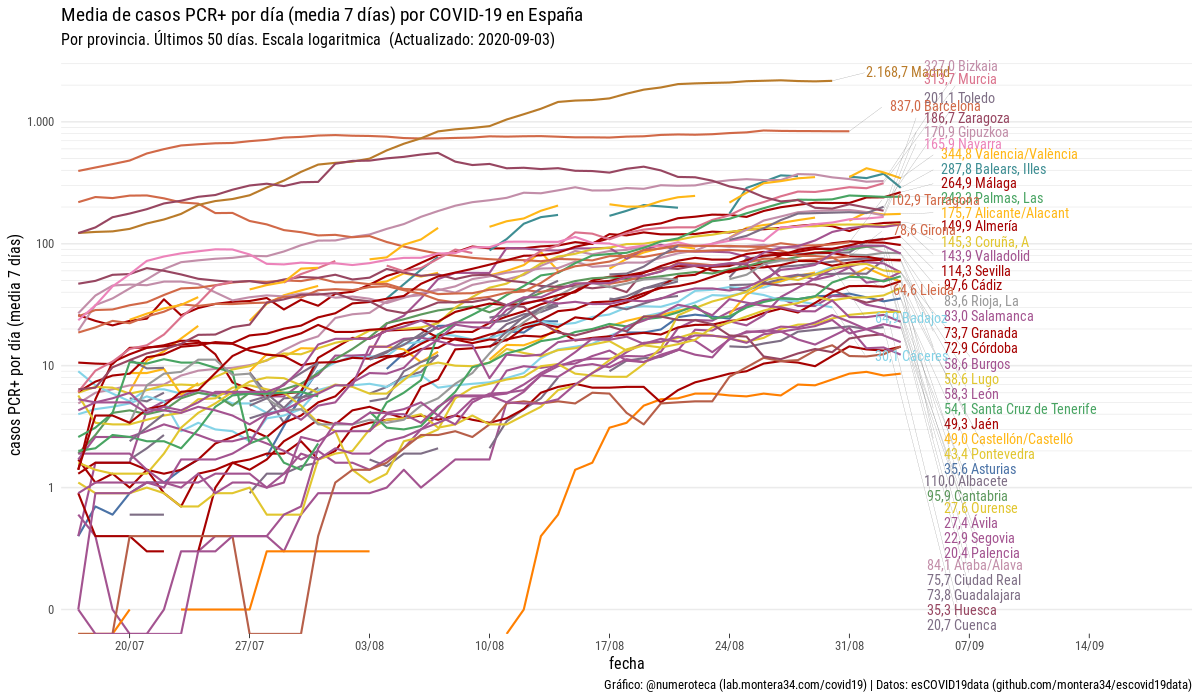 Media de casos PCR+ por día (media 7 días) por COVID-19 en España
Por provincia. Últimos 50 días. Escala logaritmica (Actualizado: 2020-09-03)
casos PCR+ por día (media 7 días)
1.000
100
10
1
0
2.168,7 Madrid
327,0 Bizkaia
313,7 Murcia
201,1 Toledo
837,0 Barcelona
186,7 Zaragoza
170,9 Gipuzkoa
165,9 Navarra
344,8 Valencia/València
287,8 Balears, Illes
264,9 Málaga
Palmas, Las
102,9 Tarragona
175,7 Alicante/Alacant
149,9 Almería
78,6 Girona
145,3 Coruña, A
143,9 Valladolid
114,3 Sevilla
97,6 Cádiz
64,6 Lleida
83,6 Rioja, La
83,0 Salamanca
Badajoz
73,7 Granada
72,9 Córdoba
Cáceres
58,6 Burgos
58,6 Lugo
58,3 León
54,1 Santa Cruz de Tenerife
49,3 Jaén
49,0 Castellón/Castelló
43,4 Pontevedra
35,6 Asturias
110,0 Albacete
95,9 Cantabria
27,6 Ourense
27,4 Ávila
22,9 Segovia
20,4 Palencia
84,1 Araba/Álava
75,7 Ciudad Real
73,8 Guadalajara
35,3 Huesca
20,7 Cuenca
20/07
27/07
03/08
10/08
17/08
24/08
31/08
07/09
14/09
fecha
Gráfico: @numeroteca (lab.montera34.com/covid19) | Datos: esCOVID19data (github.com/montera34/escovid19data)